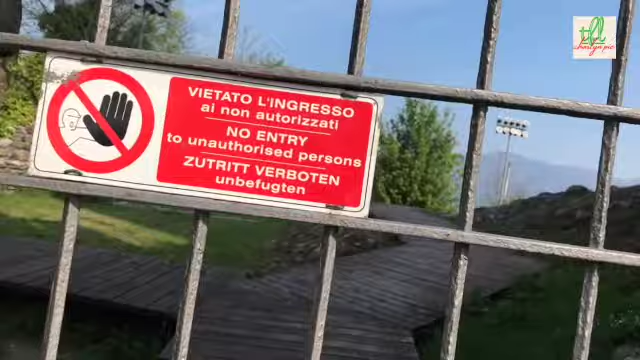 VIETATO L'INGRESSO
ai non autorizzati
NO ENTRY
to unauthorised persons
ZUTRITT VERBOTEN
unbefugten